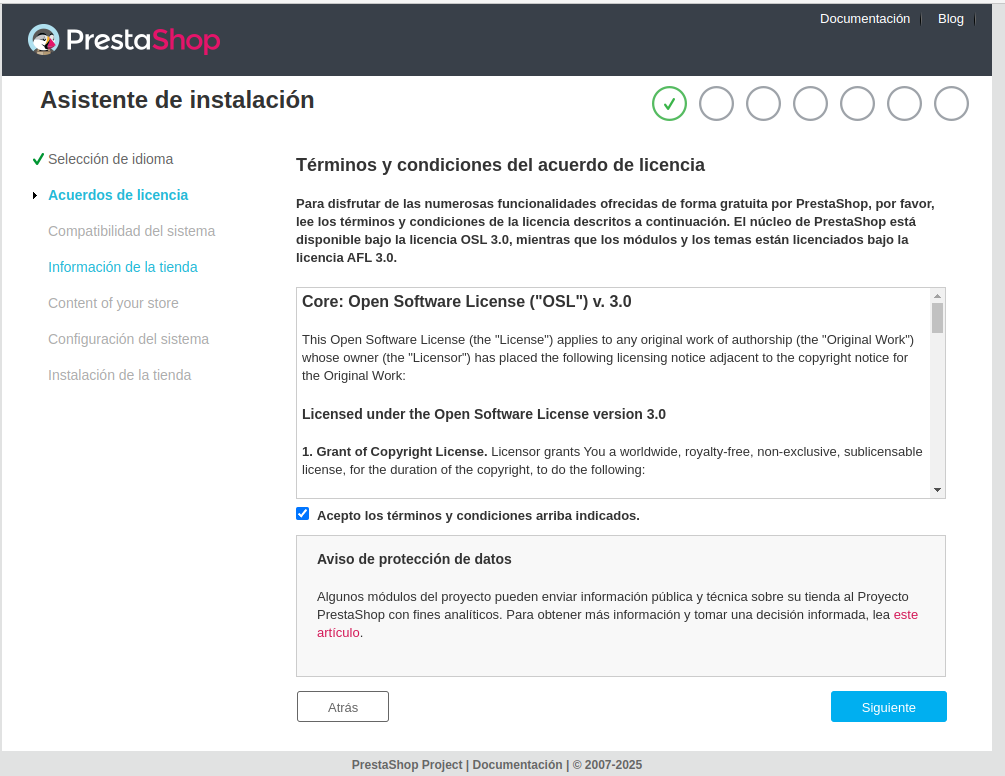 Documentación
Blog
PrestaShop
Asistente de instalación
Selección de idioma
Acuerdos de licencia
Compatibilidad del sistema
Información de la tienda
Content of your store
Configuración del sistema
Instalación de la tienda
Términos y condiciones del acuerdo de licencia
Para disfrutar de las numerosas funcionalidades ofrecidas de forma gratuita por PrestaShop, por favor,
lee los términos y condiciones de la licencia descritos a continuación. El núcleo de PrestaShop está
disponible bajo la licencia OSL 3.0, mientras que los módulos y los temas están licenciados bajo la
licencia AFL 3.0.
Core: Open Software License ("OSL") v. 3.0
This Open Software License (the "License") applies to any original work of authorship (the "Original Work")
whose owner (the "Licensor") has placed the following licensing notice adjacent to the copyright notice for
the Original Work:
Licensed under the Open Software License version 3.0
1. Grant of Copyright License. Licensor grants You a worldwide, royalty-free, non-exclusive, sublicensable
license, for the duration of the copyright, to do the following:
Acepto los términos y condiciones arriba indicados.
Aviso de protección de datos
Algunos módulos del proyecto pueden enviar información pública y técnica sobre su tienda al Proyecto
PrestaShop con fines analíticos. Para obtener más información y tomar una decisión informada, lea este
artículo.
Atrás
Siguiente
PrestaShop Project | Documentación | © 2007-2025